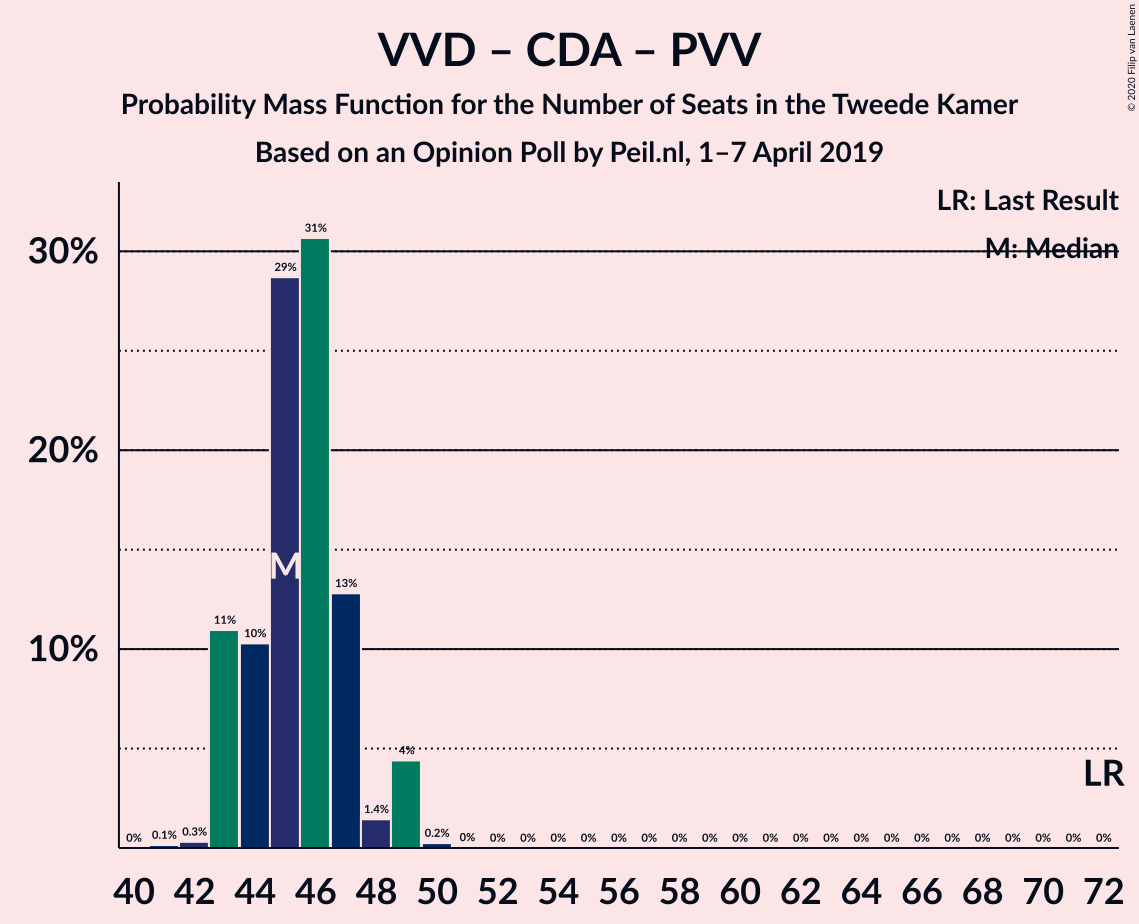 VVD – CDA – PVV
Probability Mass Function for the Number of Seats in the Tweede Kamer
Based on an Opinion Poll by Peil.nl, 1–7 April 2019
© 2020 Filip van Laenen
LR: Last Result
M: Median
30%
20%
10%
0% 0.1% 0.3% 11% 10% 29% 31% 13% 1.4% 4% 0.2% 0% 0% 0% 0% 0% 0% 0% 0% 0% 0% 0% 0% 0% 0% 0% 0% 0% 0% 0% 0% 0% 0%
M
LR
40 42 44 46 48 50 52 54 56 58 60 62 64 66 68 70 72